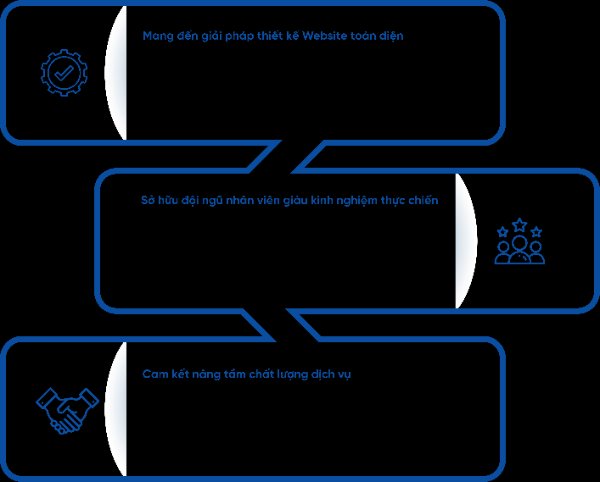 Mang đến giải pháp thiết kế Website toàn diện
Sở hữu đội ngũ nhân viên giàu kinh nghiệm thực chiến
Cam kết nâng tầm chất lượng dịch vụ